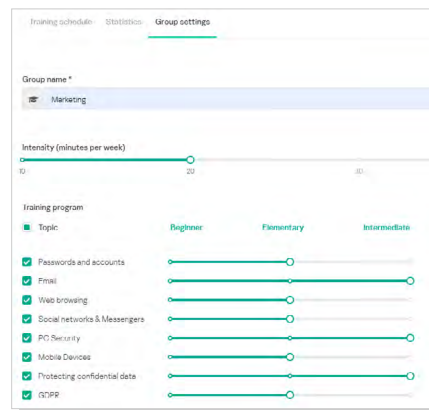 Training schedule Statistics Group settings
Group name *
Marketing
Intensity (minutes per week)
10 20 30
Training program
Topic Beginner Elementary Intermediate
Passwords and accounts
Email
Web browsing
Social networks & Messengers
PC Security
Mobile Devices
Protecting confidential data
GDPR